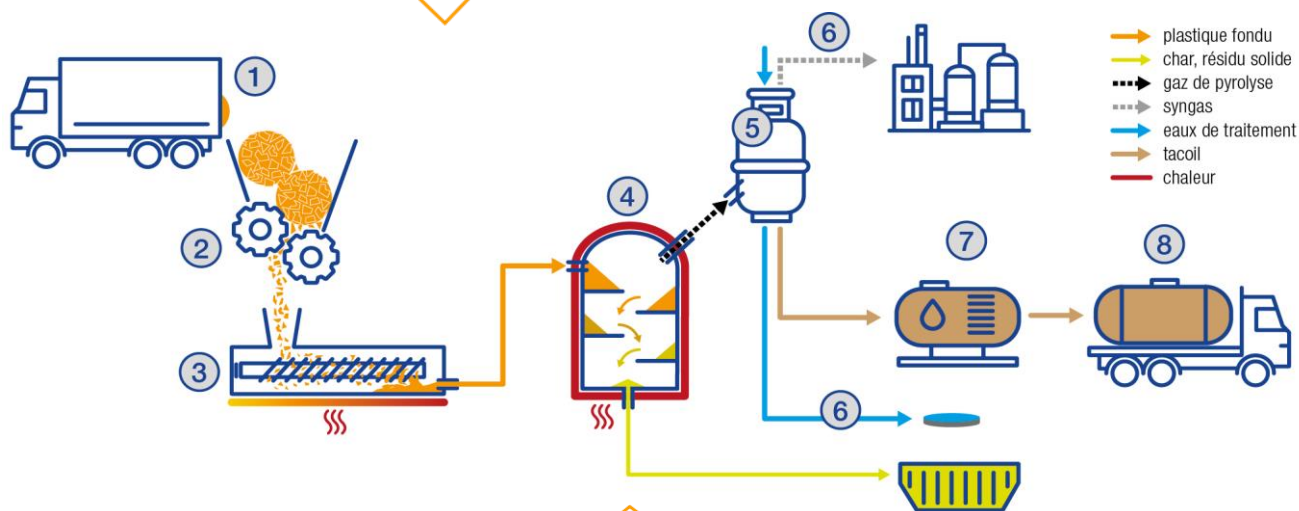 1
2
3
4
5
6
6
7
8
plastique fondu
char, résidu solide
gaz de pyrolyse
syngas
eaux de traitement
tacoil
chaleur